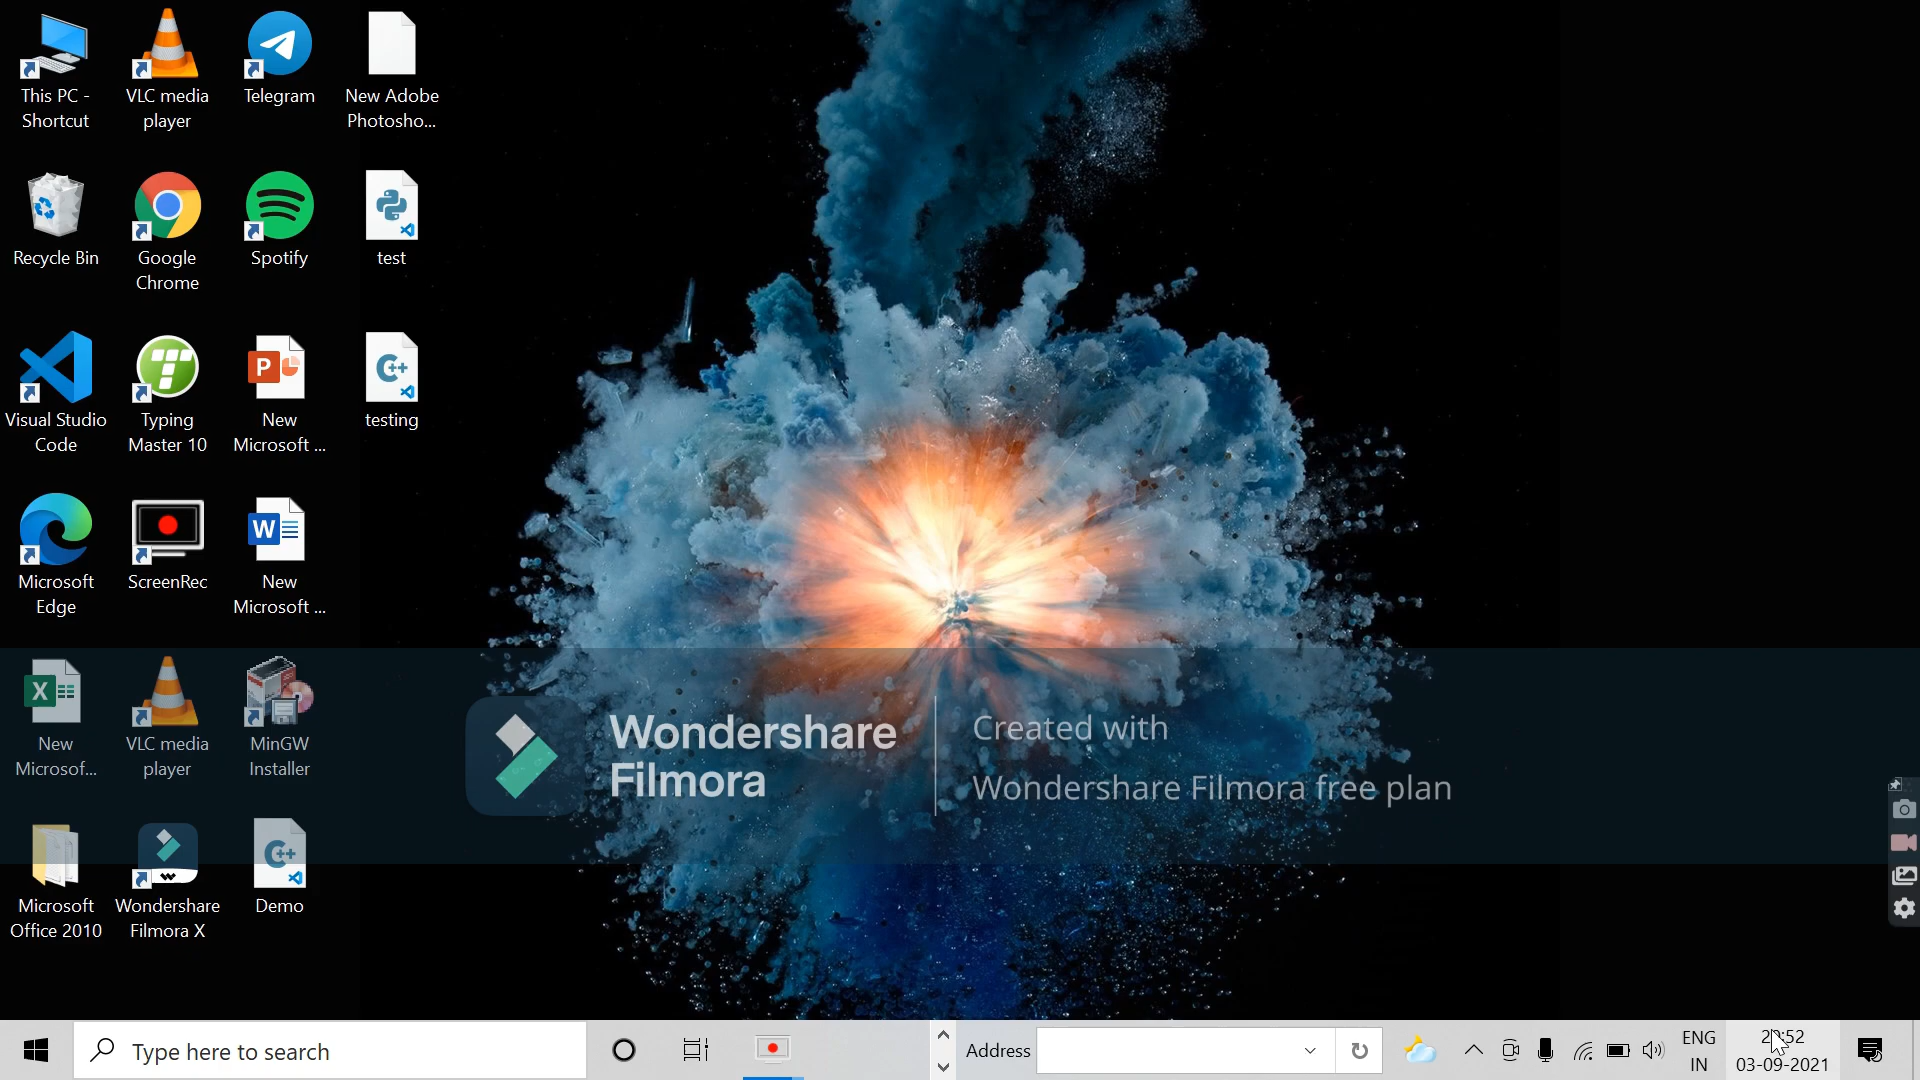 This PC -
Shortcut
VLC media
player
Telegram
New Adobe
Photosho...
Recycle Bin
Google
Chrome
Spotify
test
Visual Studio
Code
Typing
Master 10
New
Microsoft ...
testing
Microsoft
Edge
ScreenRec
New
Microsoft ...
New
Microsof...
VLC media
player
MinGW
Installer
Wondershare
Filmora
Created with
Wondershare Filmora free plan
Microsoft
Office 2010
Wondershare
Filmora X
Demo
Type here to search
Address
ENG
IN
03-09-2021